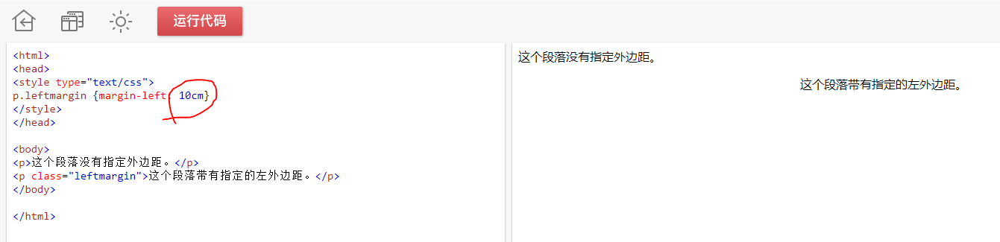 运行代码
<html>
<head>
<style type="text/css">
p.leftmargin {margin-left: 10cm}
</style>
</head>
<body>
<p>这个段落没有指定外边距。</p>
<p class="leftmargin">这个段落带有指定的左外边距。</p>
</body>
</html>
这个段落没有指定外边距。
这个段落带有指定的左外边距。